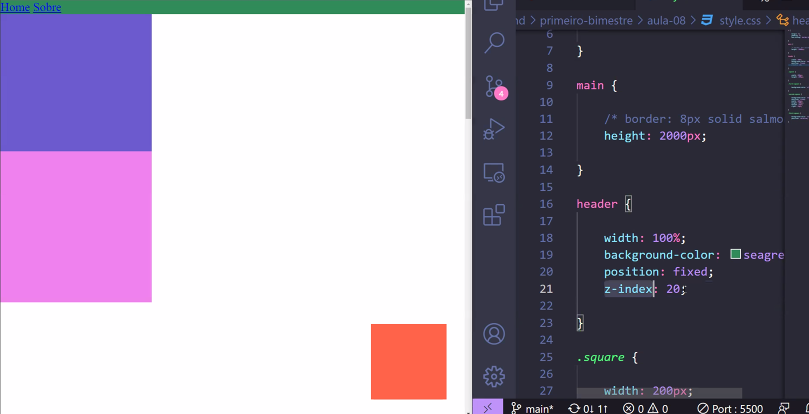 Home Sobre
primeiro-bimestre > aula-08 > style.css >
6
7 }
8
9 main {
10
11 /* border: 8px solid salmo
12 height: 2000px;
13
14 }
15
16 header {
17
18 width: 100%;
19 background-color: seagre
20 position: fixed;
21 z-index: 20;
22
23 }
24
25 .square {
26
27 width: 200px;
4
main* 0↓ 1↑ 0 0 Port : 5500